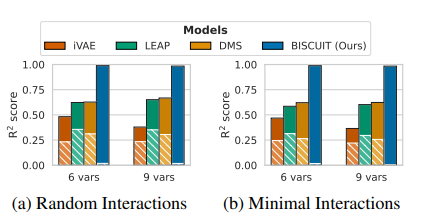 Models
iVAE LEAP DMS BISCUIT (Ours)
1.00 1.00
0.75 0.75
0.50 0.50
0.25 0.25
0.00 0.00
R² score R² score
6 vars 9 vars 6 vars 9 vars
(a) Random Interactions (b) Minimal Interactions